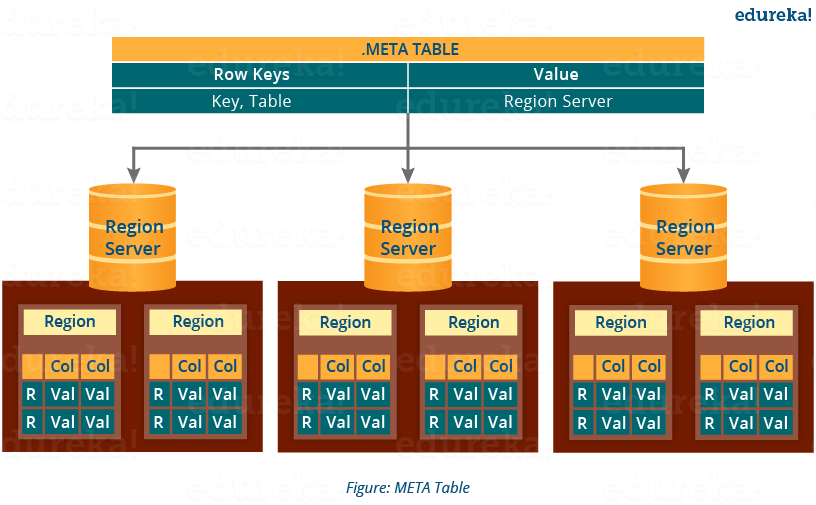 edureka!
.META TABLE
Row Keys Value
Key, Table Region Server
Region Server
Region Server
Region Server
Region Region Region Region Region Region
Col Col Col Col Col Col Col Col Col Col Col Col
R Val Val R Val Val R Val Val R Val Val R Val Val R Val Val
R Val Val R Val Val R Val Val R Val Val R Val Val R Val Val
Figure: META Table